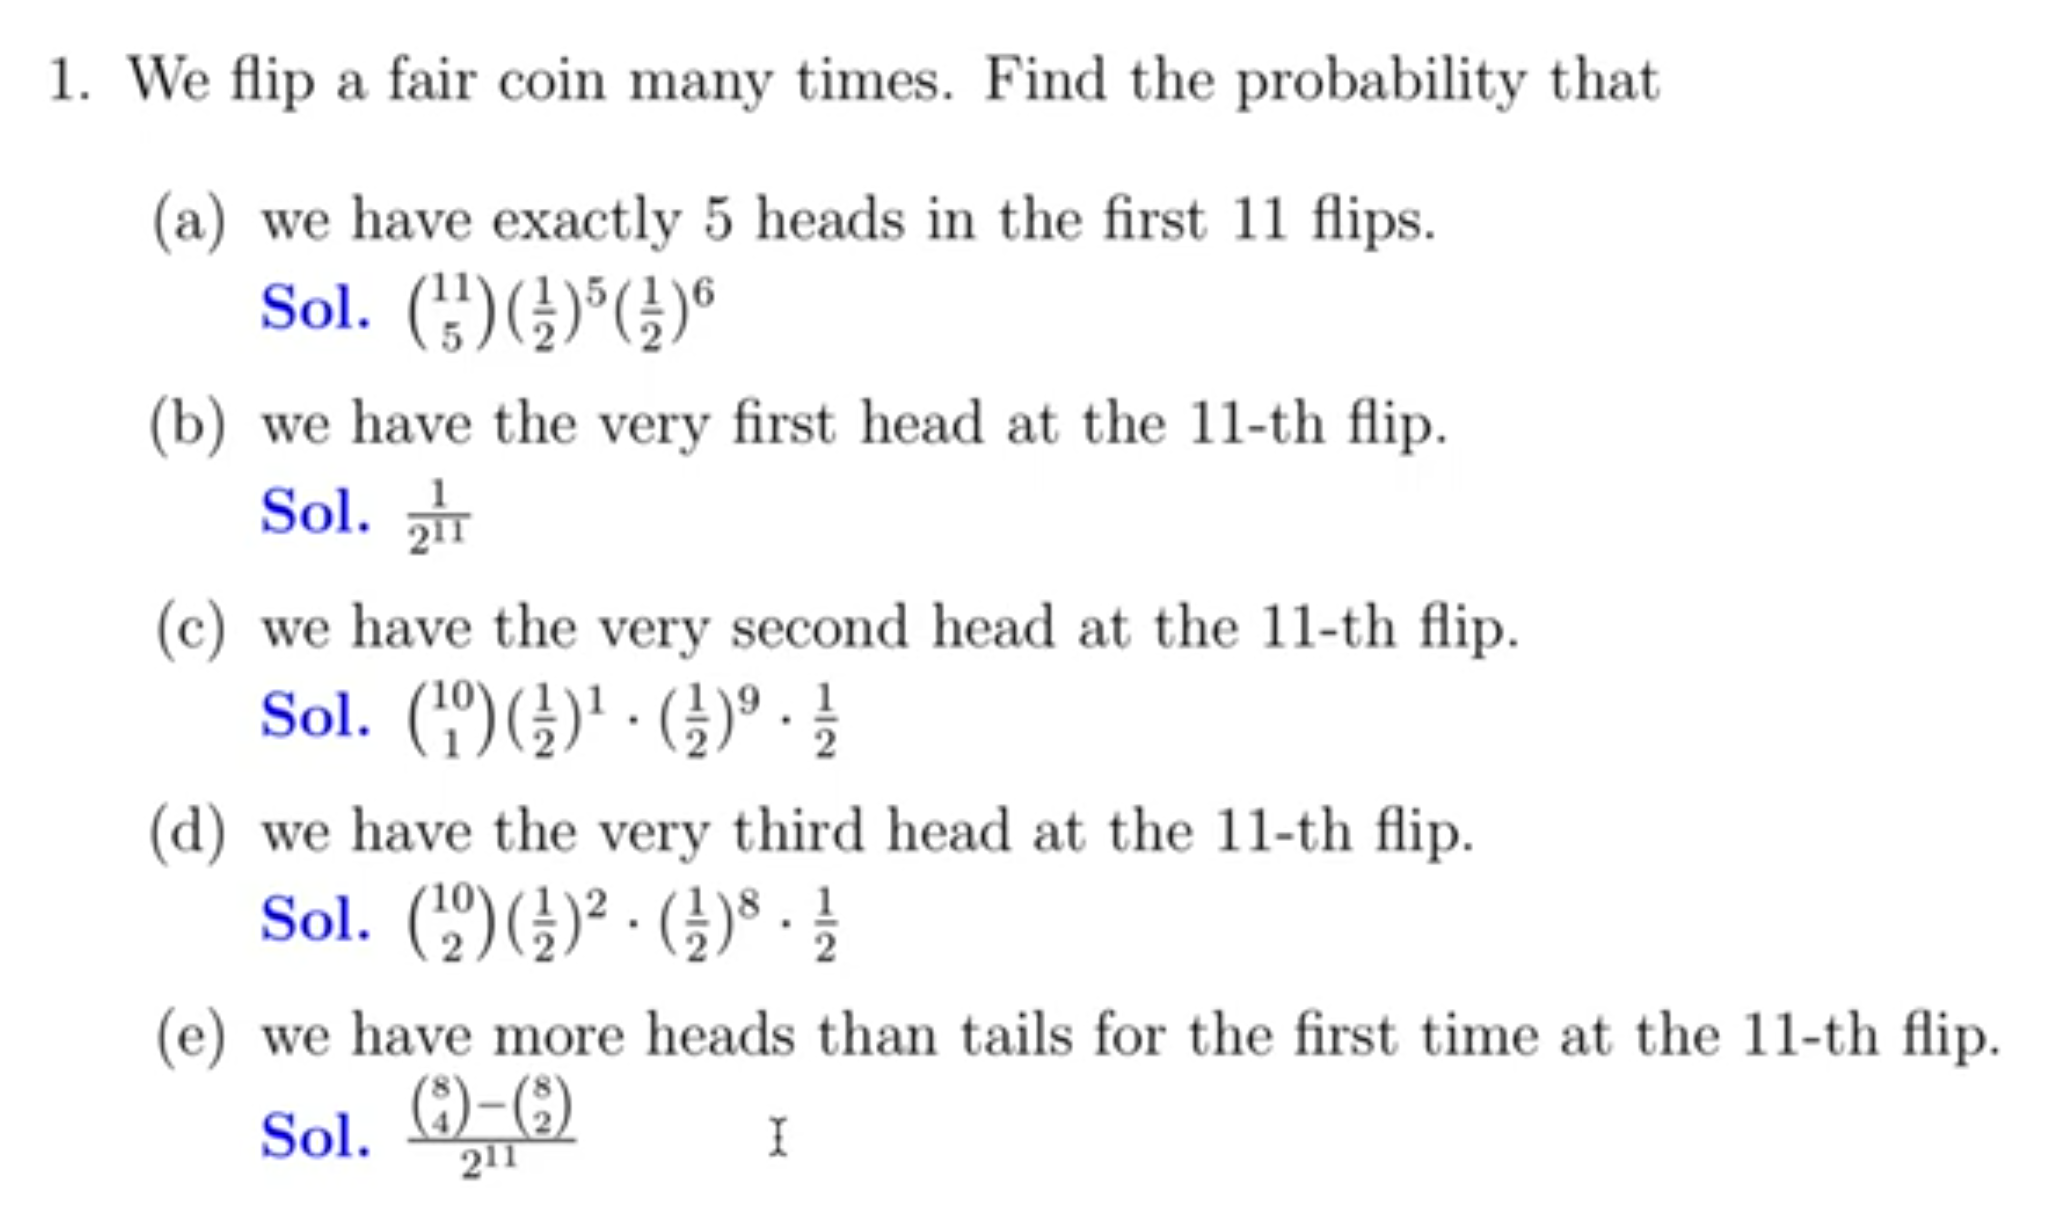 1. We flip a fair coin many times. Find the probability that
(a) we have exactly 5 heads in the first 11 flips.
Sol. $\binom{11}{5}(\frac{1}{2})^5(\frac{1}{2})^6$
(b) we have the very first head at the 11-th flip.
Sol. $\frac{1}{2^{11}}$
(c) we have the very second head at the 11-th flip.
Sol. $\binom{10}{1}(\frac{1}{2})^1 \cdot (\frac{1}{2})^9 \cdot \frac{1}{2}$
(d) we have the very third head at the 11-th flip.
Sol. $\binom{10}{2}(\frac{1}{2})^2 \cdot (\frac{1}{2})^8 \cdot \frac{1}{2}$
(e) we have more heads than tails for the first time at the 11-th flip.
Sol. $\frac{\binom{8}{4}-\binom{8}{2}}{2^{11}}$